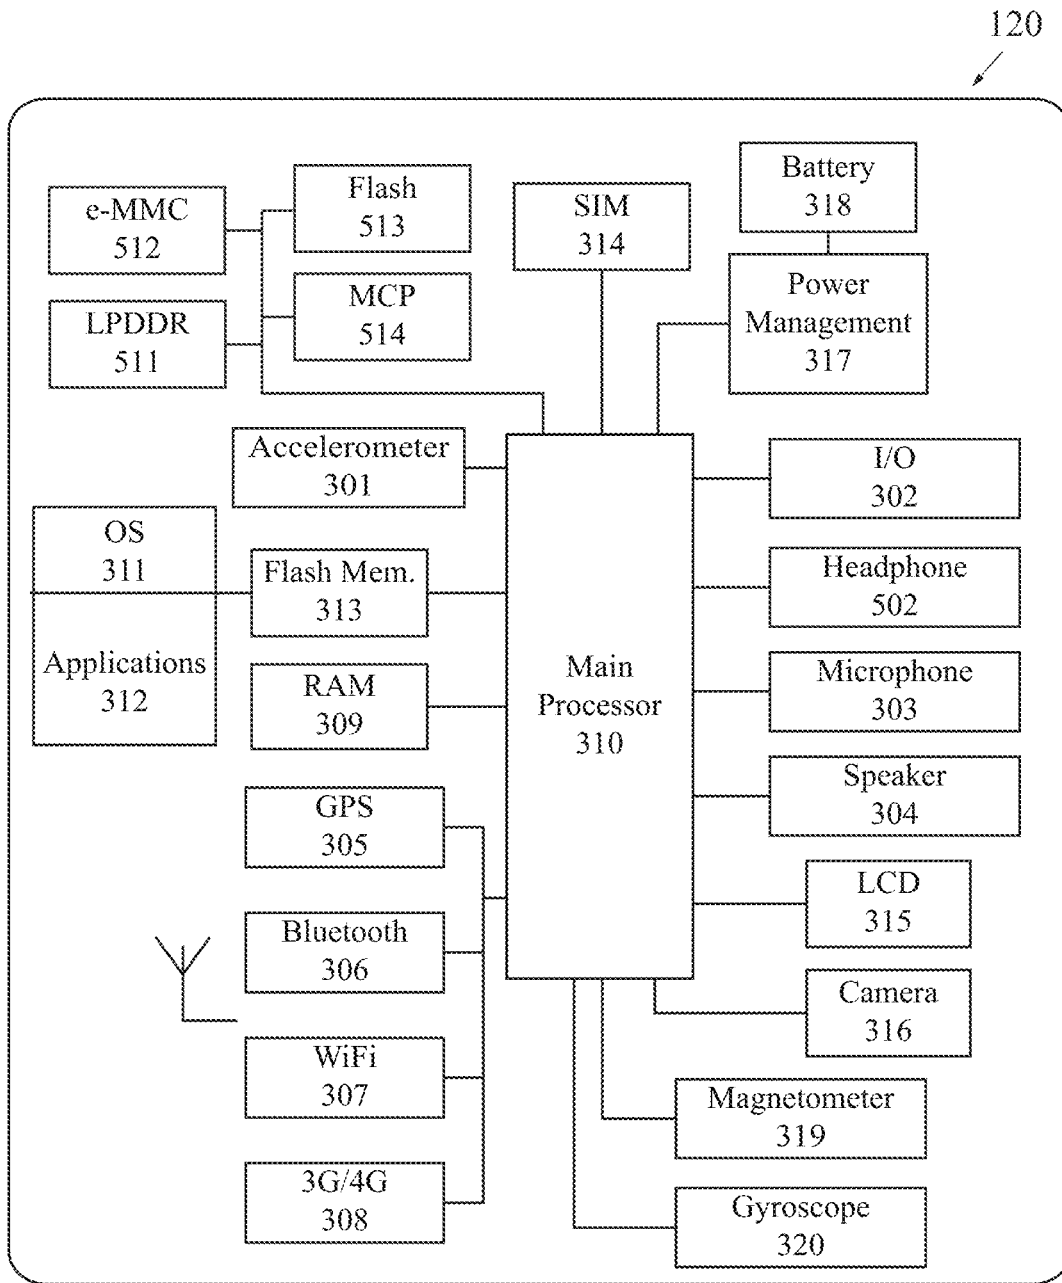 120
Battery
318
Flash
513
e-MMC
512
SIM
314
Power
Management
317
MCP
514
LPDDR
511
Accelerometer
301
I/O
302
OS
311
Flash Mem.
313
Headphone
502
Applications
312
RAM
309
Main
Processor
310
Microphone
303
Speaker
304
GPS
305
LCD
315
Bluetooth
306
Camera
316
WiFi
307
Magnetometer
319
3G/4G
308
Gyroscope
320